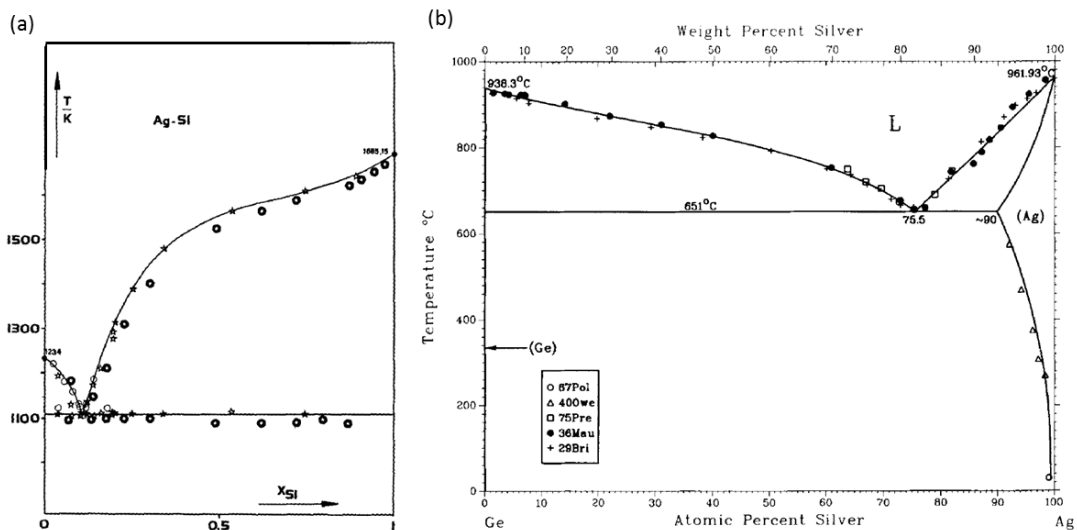 (a)
T
K
Ag-Si
1685,15
1500
1300
1234
1100
0
0.5
1
XSi
(b)
Weight Percent Silver
0 10 20 30 40 50 60 70 80 90 100
1000
938.3°C
961.93°C
L
800
651°C
75.5
~90
(Ag)
600
Temperature °C
400
(Ge)
67Pol
40Owe
75Pre
36Mau
29Bri
200
0
0 10 20 30 40 50 60 70 80 90 100
Ge
Atomic Percent Silver
Ag